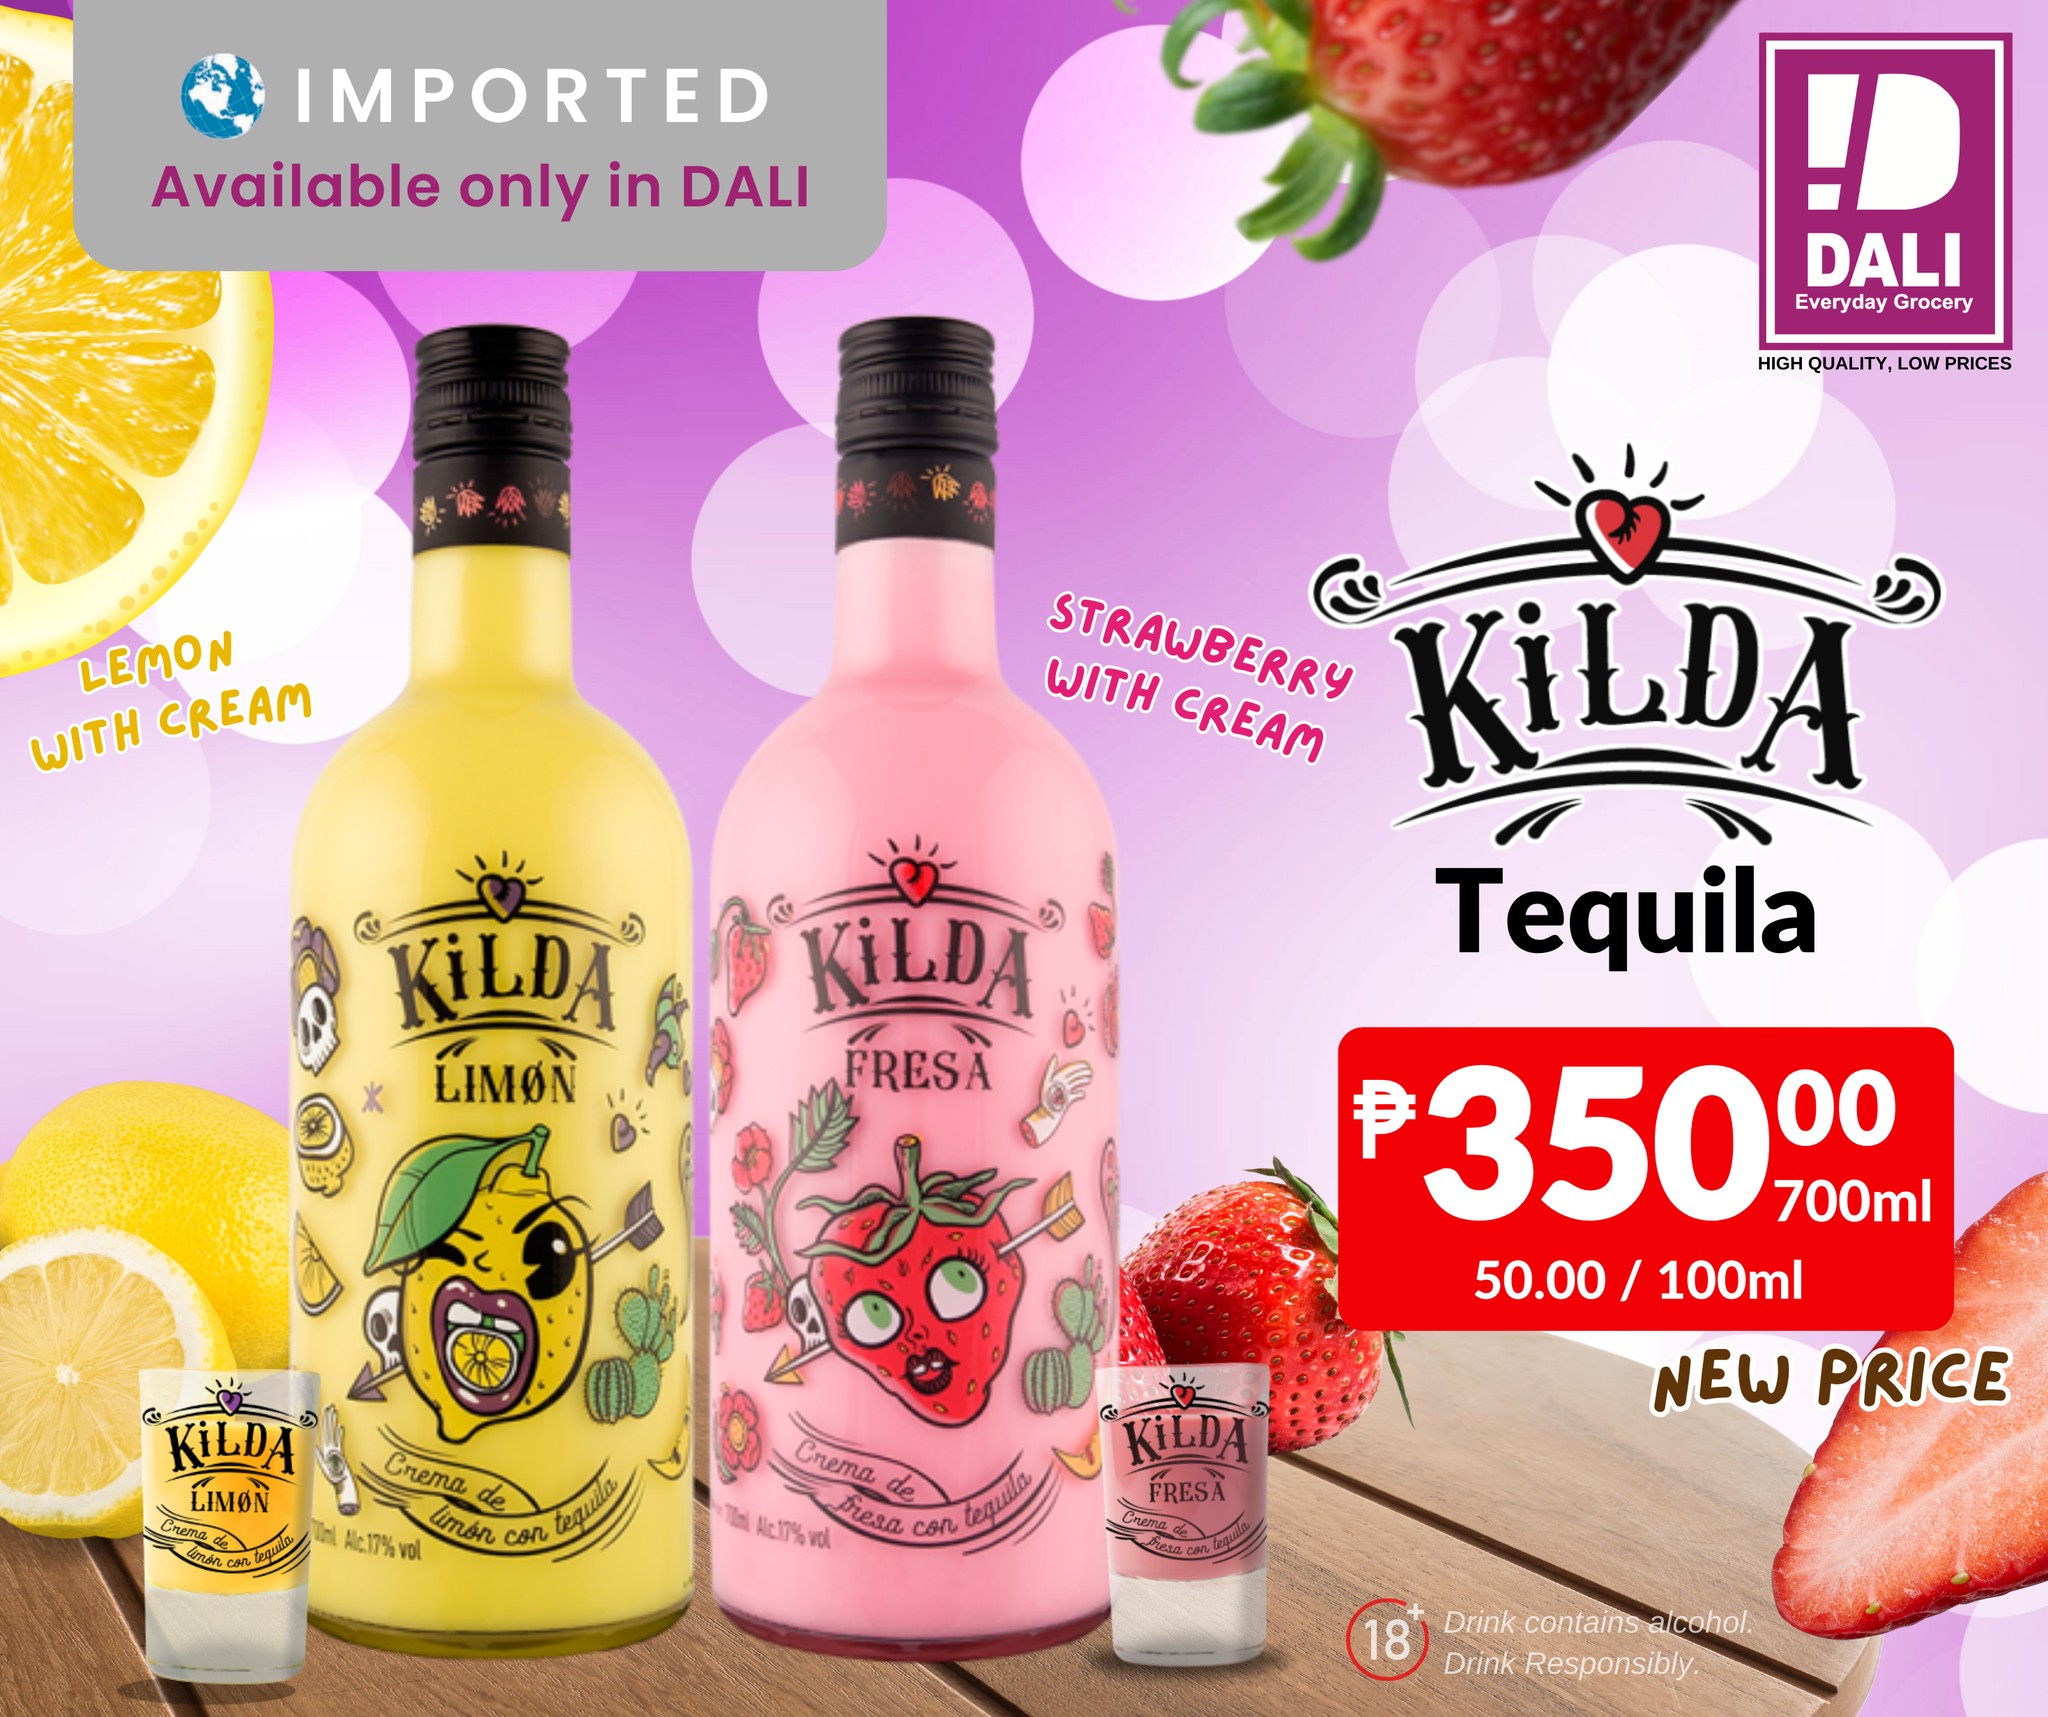 IMPORTED
Available only in DALI
DALI
Everyday Grocery
HIGH QUALITY, LOW PRICES
LEMON
WITH CREAM
STRAWBERRY
WITH CREAM
KiLDA
Tequila
KiLDA
LIMØN
Crema de
limón con tequila
700ml Alc.17% vol
KiLDA
FRESA
Crema de
fresa con tequila
700ml Alc.17% vol
₱35000
700ml
50.00 / 100ml
NEW PRICE
KiLDA
LIMØN
Crema de
limón con tequila
KiLDA
FRESA
Crema de
fresa con tequila
18+
Drink contains alcohol.
Drink Responsibly.